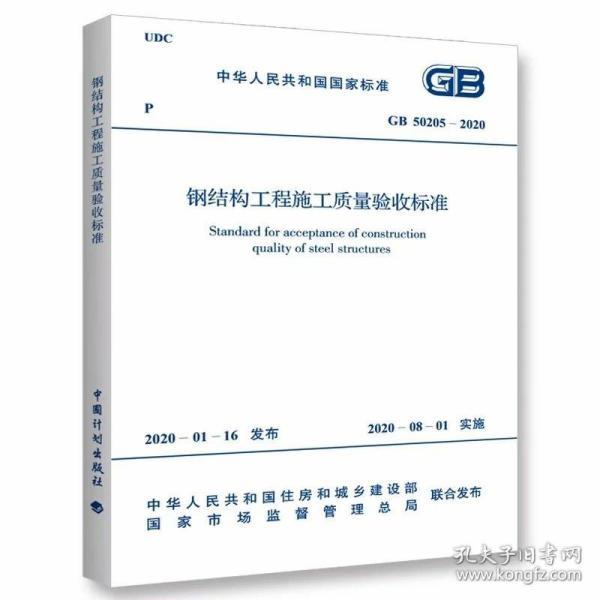 UDC
中华人民共和国国家标准
GB
P
GB 50205－2020
钢结构工程施工质量验收标准
Standard for acceptance of construction
quality of steel structures
2020－01－16 发布
2020－08－01 实施
中华人民共和国住房和城乡建设部
国家市场监督管理总局
联合发布
钢结构工程施工质量验收标准
中国计划出版社
孔夫子旧书网
www.kongfz.com